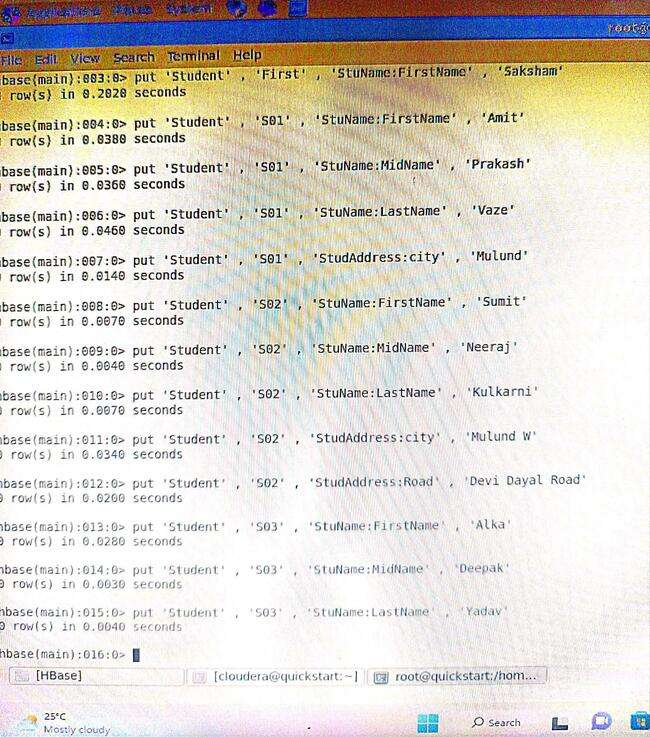 Applications Places System
root@
File Edit View Search Terminal Help
hbase(main):003:0> put 'Student' , 'First' , 'StuName:FirstName' , 'Saksham'
0 row(s) in 0.2020 seconds
hbase(main):004:0> put 'Student' , 'S01' , 'StuName:FirstName' , 'Amit'
0 row(s) in 0.0380 seconds
hbase(main):005:0> put 'Student' , 'S01' , 'StuName:MidName' , 'Prakash'
0 row(s) in 0.0360 seconds
hbase(main):006:0> put 'Student' , 'S01' , 'StuName:LastName' , 'Vaze'
0 row(s) in 0.0460 seconds
hbase(main):007:0> put 'Student' , 'S01' , 'StudAddress:city' , 'Mulund'
0 row(s) in 0.0140 seconds
hbase(main):008:0> put 'Student' , 'S02' , 'StuName:FirstName' , 'Sumit'
0 row(s) in 0.0070 seconds
hbase(main):009:0> put 'Student' , 'S02' , 'StuName:MidName' , 'Neeraj'
0 row(s) in 0.0040 seconds
hbase(main):010:0> put 'Student' , 'S02' , 'StuName:LastName' , 'Kulkarni'
0 row(s) in 0.0070 seconds
hbase(main):011:0> put 'Student' , 'S02' , 'StudAddress:city' , 'Mulund W'
0 row(s) in 0.0340 seconds
hbase(main):012:0> put 'Student' , 'S02' , 'StudAddress:Road' , 'Devi Dayal Road'
0 row(s) in 0.0200 seconds
hbase(main):013:0> put 'Student' , 'S03' , 'StuName:FirstName' , 'Alka'
0 row(s) in 0.0280 seconds
hbase(main):014:0> put 'Student' , 'S03' , 'StuName:MidName' , 'Deepak'
0 row(s) in 0.0030 seconds
hbase(main):015:0> put 'Student' , 'S03' , 'StuName:LastName' , 'Yadav'
0 row(s) in 0.0040 seconds
hbase(main):016:0>
[HBase] [cloudera@quickstart:~] root@quickstart:/hom...
25°C
Mostly cloudy
Search